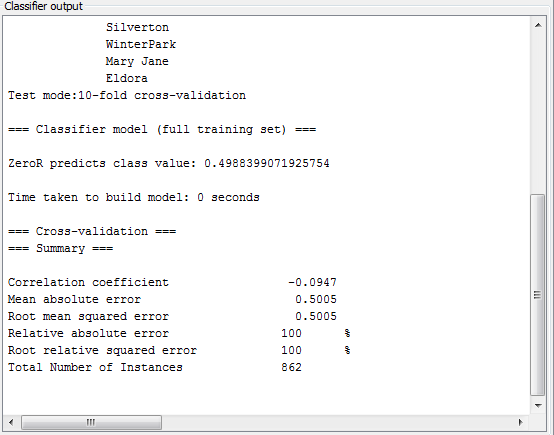 Classifier output
Silverton
WinterPark
Mary Jane
Eldora
Test mode:10-fold cross-validation
=== Classifier model (full training set) ===
ZeroR predicts class value: 0.4988399071925754
Time taken to build model: 0 seconds
=== Cross-validation ===
=== Summary ===
Correlation coefficient -0.0947
Mean absolute error 0.5005
Root mean squared error 0.5005
Relative absolute error 100 %
Root relative squared error 100 %
Total Number of Instances 862